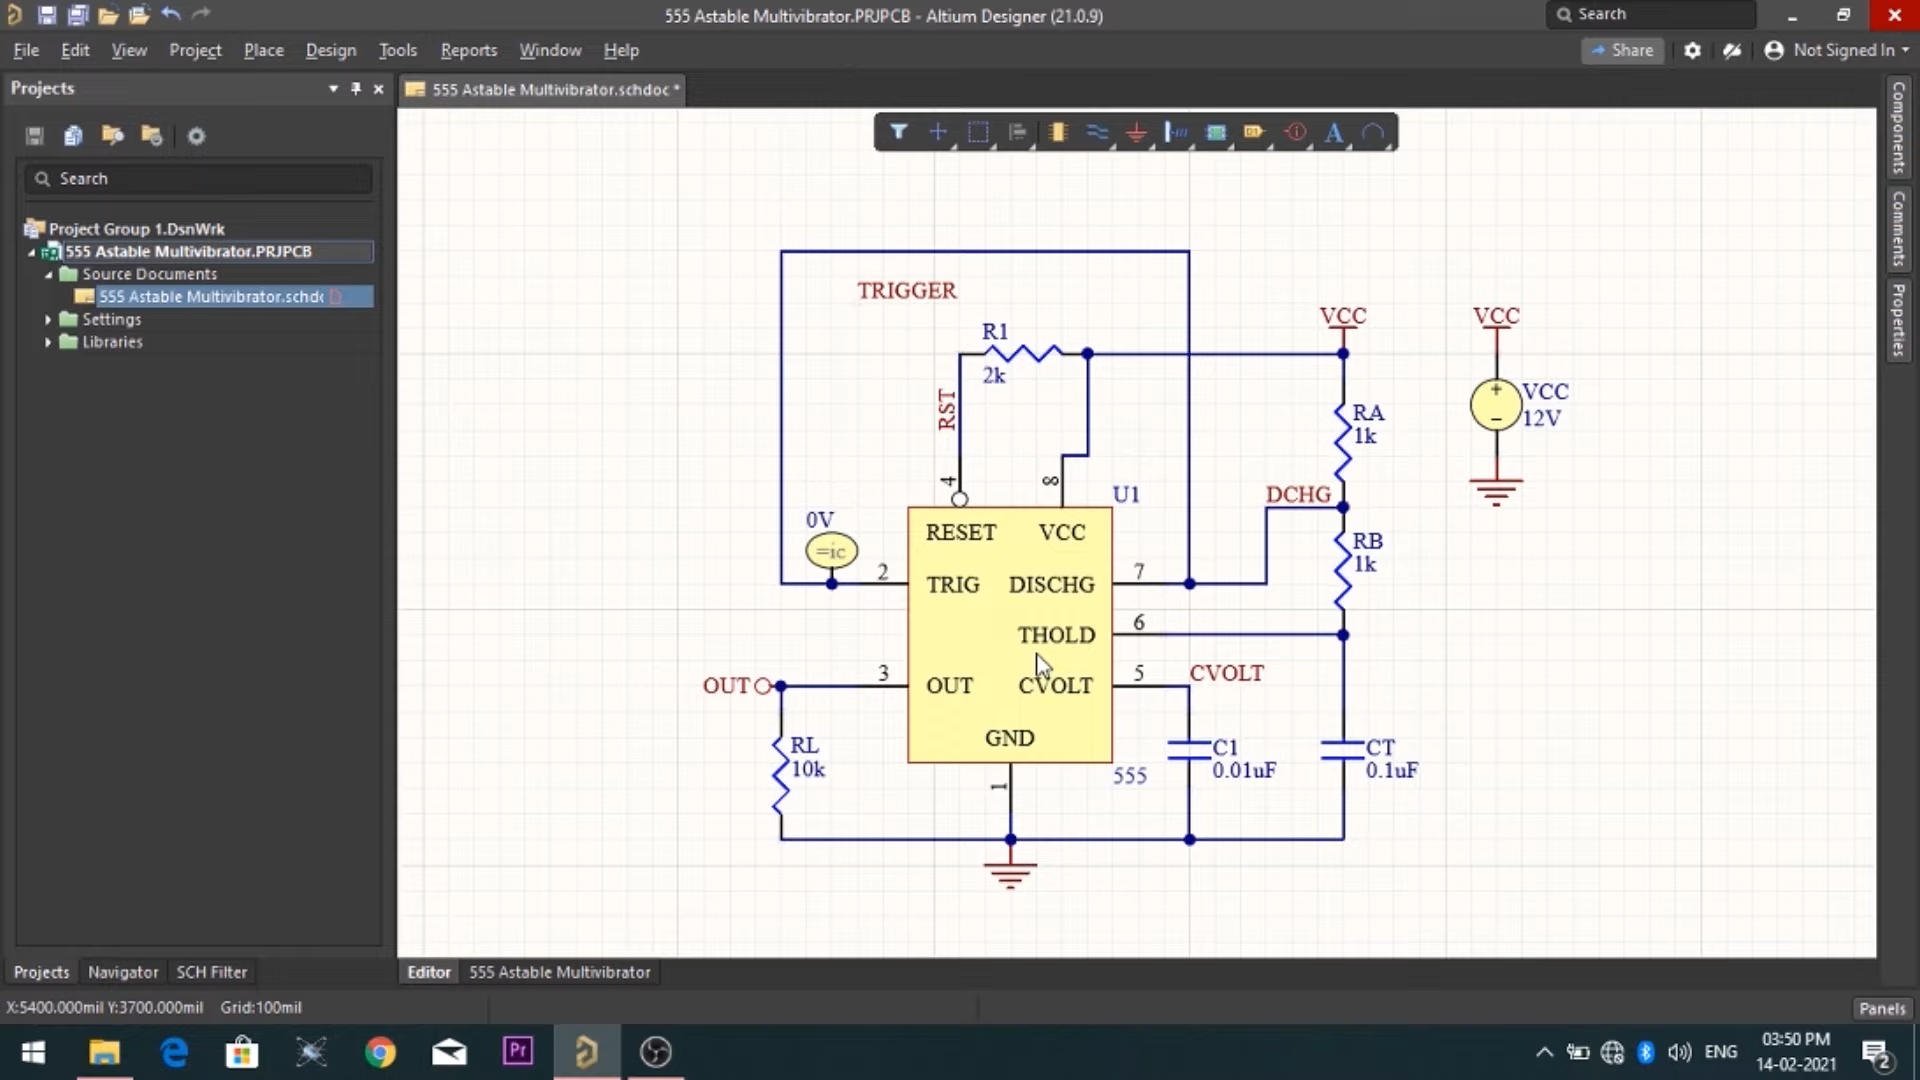 555 Astable Multivibrator.PRJPCB - Altium Designer (21.0.9)
Search
File Edit View Project Place Design Tools Reports Window Help
Share
Not Signed In
Projects
555 Astable Multivibrator.schdoc *
Search
Project Group 1.DsnWrk
555 Astable Multivibrator.PRJPCB
Source Documents
555 Astable Multivibrator.schdc
Settings
Libraries
Components
Comments
Properties
A
TRIGGER
R1
2k
RST
VCC
VCC
VCC
12V
RA
1k
4
8
U1
DCHG
0V
=ic
RESET VCC
RB
1k
2
TRIG DISCHG
7
THOLD
6
OUT
3
OUT CVOLT
5
CVOLT
GND
RL
10k
C1
0.01uF
CT
0.1uF
555
1
Projects Navigator SCH Filter
Editor 555 Astable Multivibrator
X:5400.000mil Y:3700.000mil Grid:100mil
Panels
Pr
ENG
03:50 PM
14-02-2021
2